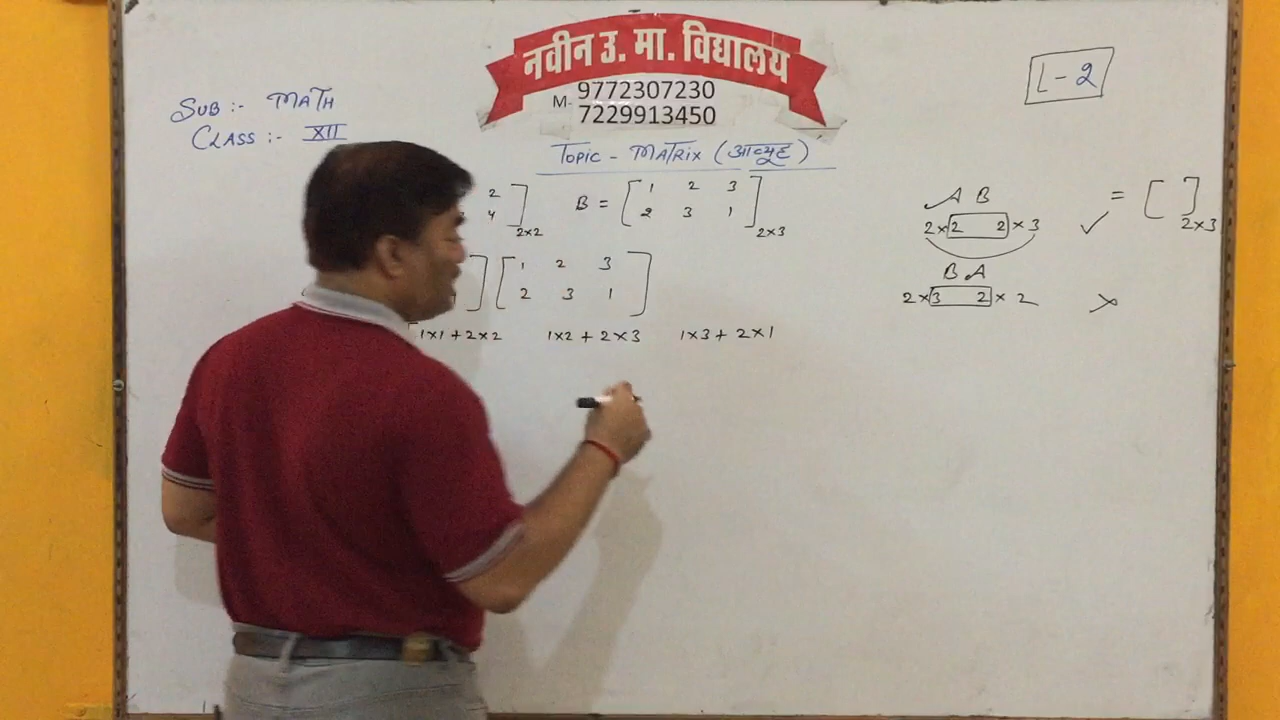 नवीन उ. मा. विद्यालय
M- 9772307230
7229913450
L-2
SUB :- MATH
CLASS :- XII
TOPIC - MATRIX (आव्यूह)
2
4 ]2×2
B = [ 1 2 3
2 3 1 ]2×3
] [ 1 2 3
2 3 1 ]
[ 1×1 + 2×2 1×2 + 2×3 1×3 + 2×1
A B
2×2 2×3 ✓ = [ ]2×3
B A
2×3 2×2 ×